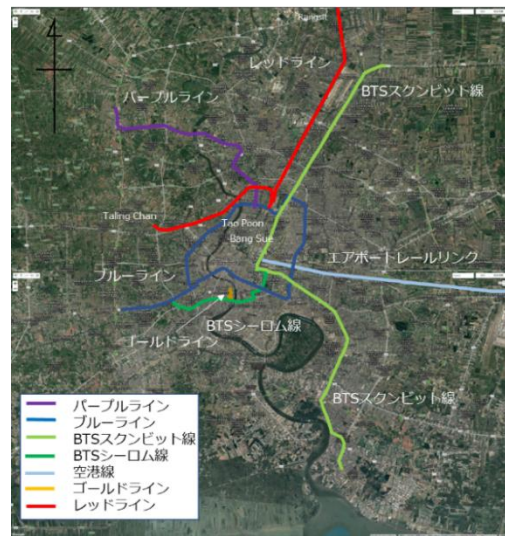 Rangsit
レッドライン
BTSスクンビット線
パープルライン
Taling Chan
Tao Poon
Bang Sue
エアポートレールリンク
ブルーライン
BTSシーロム線
ゴールドライン
BTSスクンビット線
パープルライン
ブルーライン
BTSスクンビット線
BTSシーロム線
空港線
ゴールドライン
レッドライン